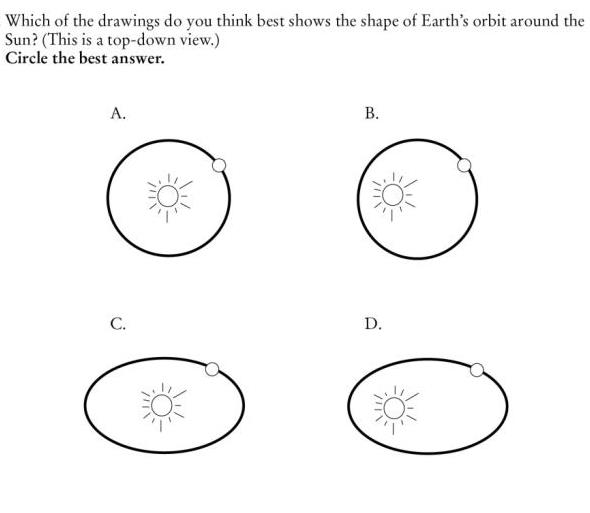 Which of the drawings do you think best shows the shape of Earth’s orbit around the
Sun? (This is a top-down view.)
Circle the best answer.
A.
B.
C.
D.